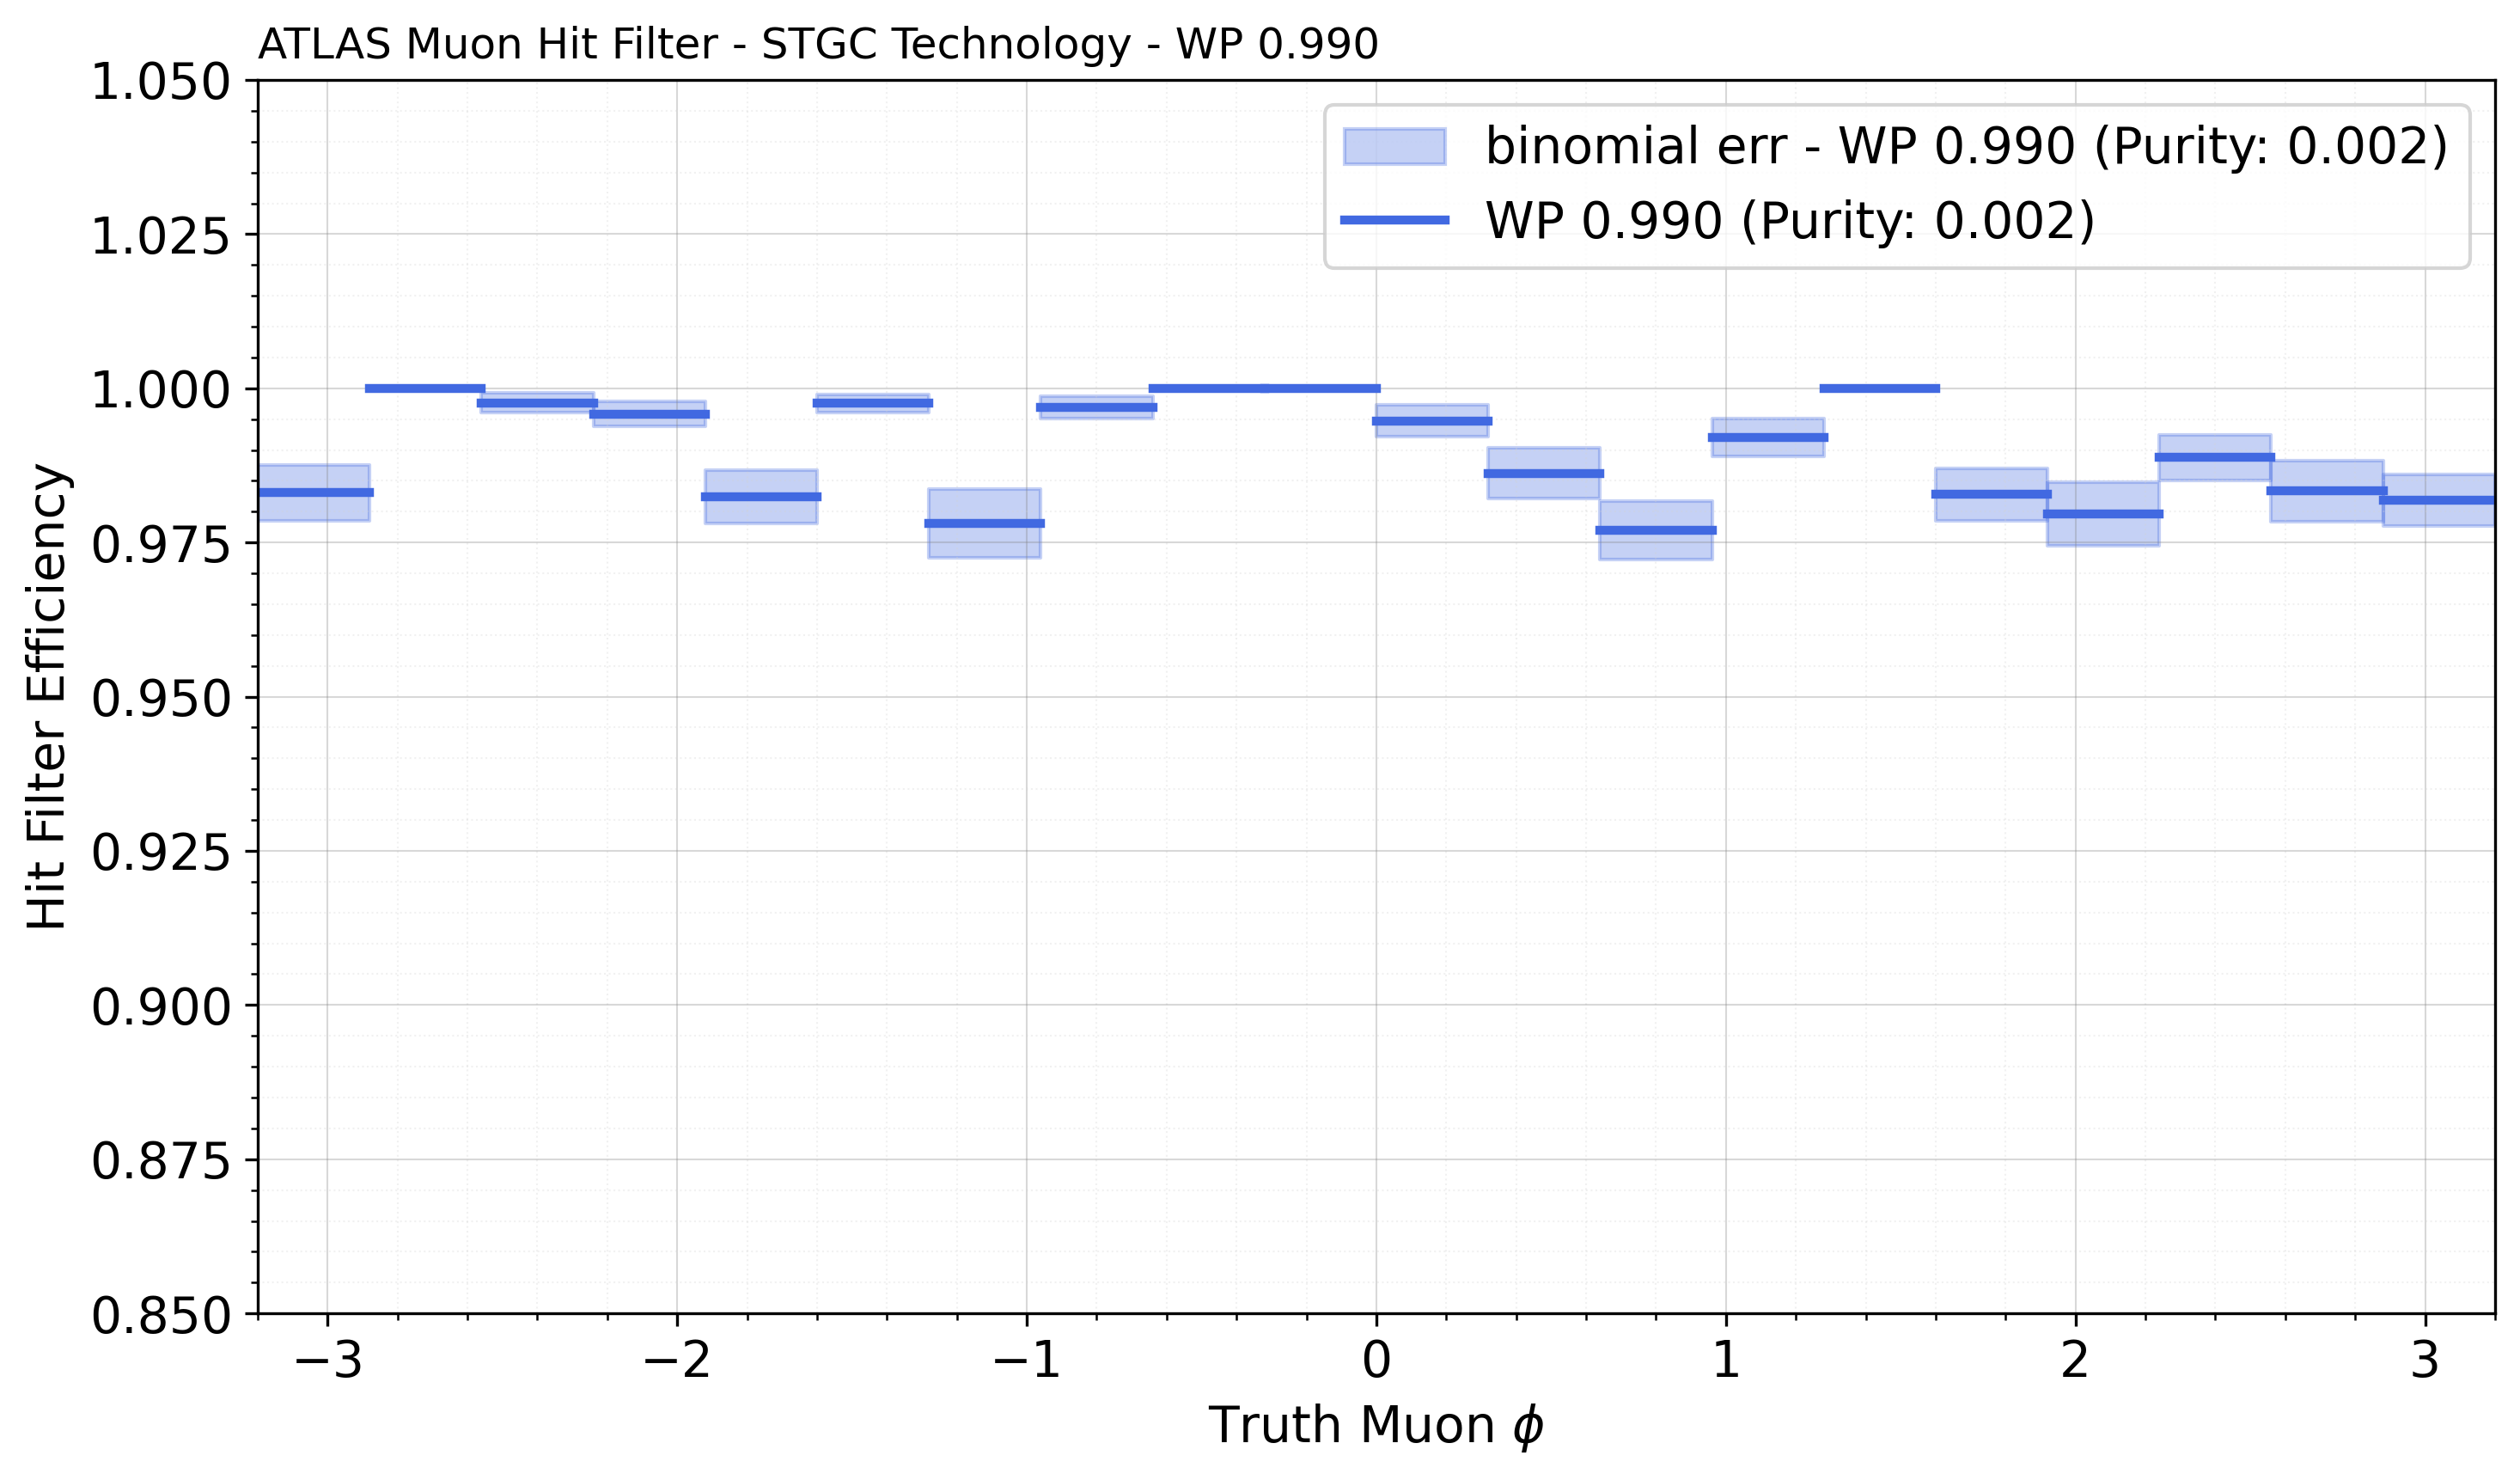 ATLAS Muon Hit Filter - STGC Technology - WP 0.990
binomial err - WP 0.990 (Purity: 0.002)
WP 0.990 (Purity: 0.002)
Hit Filter Efficiency
1.050
1.025
1.000
0.975
0.950
0.925
0.900
0.875
0.850
−3 −2 −1 0 1 2 3
Truth Muon ϕ